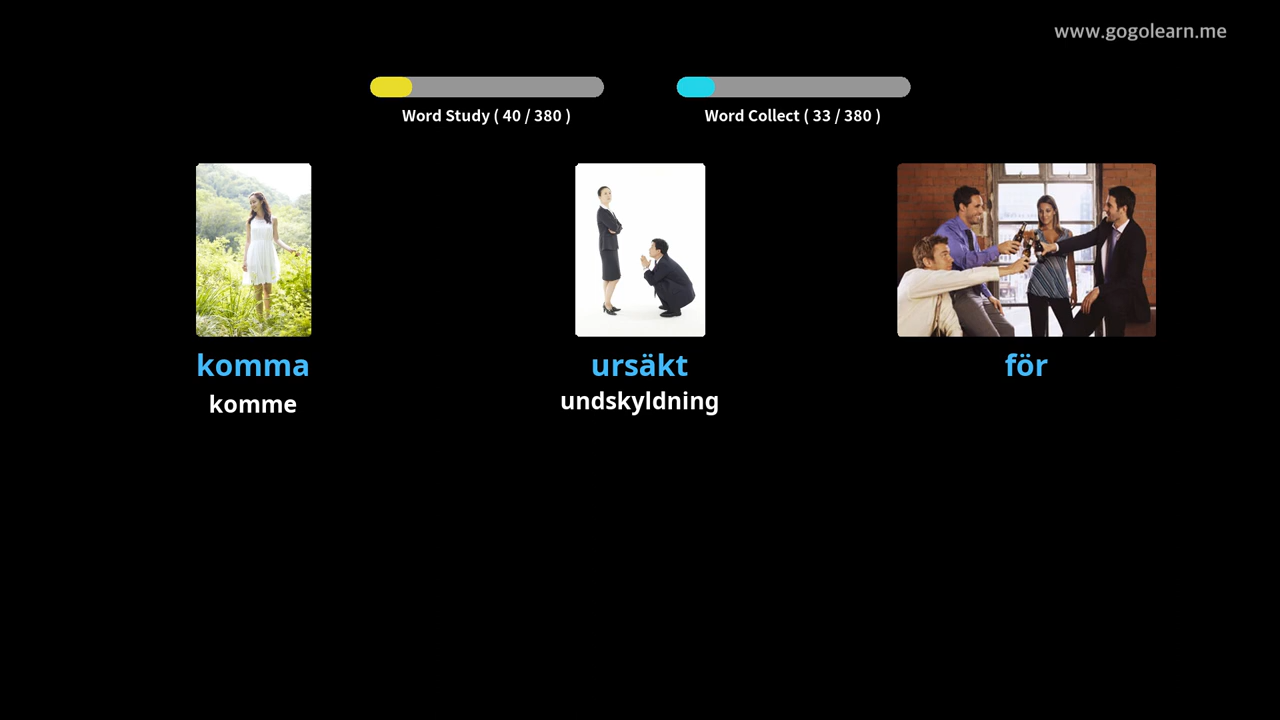 www.gogolearn.me
Word Study ( 40 / 380 )
Word Collect ( 33 / 380 )
komma
ursäkt
för
komme
undskyldning